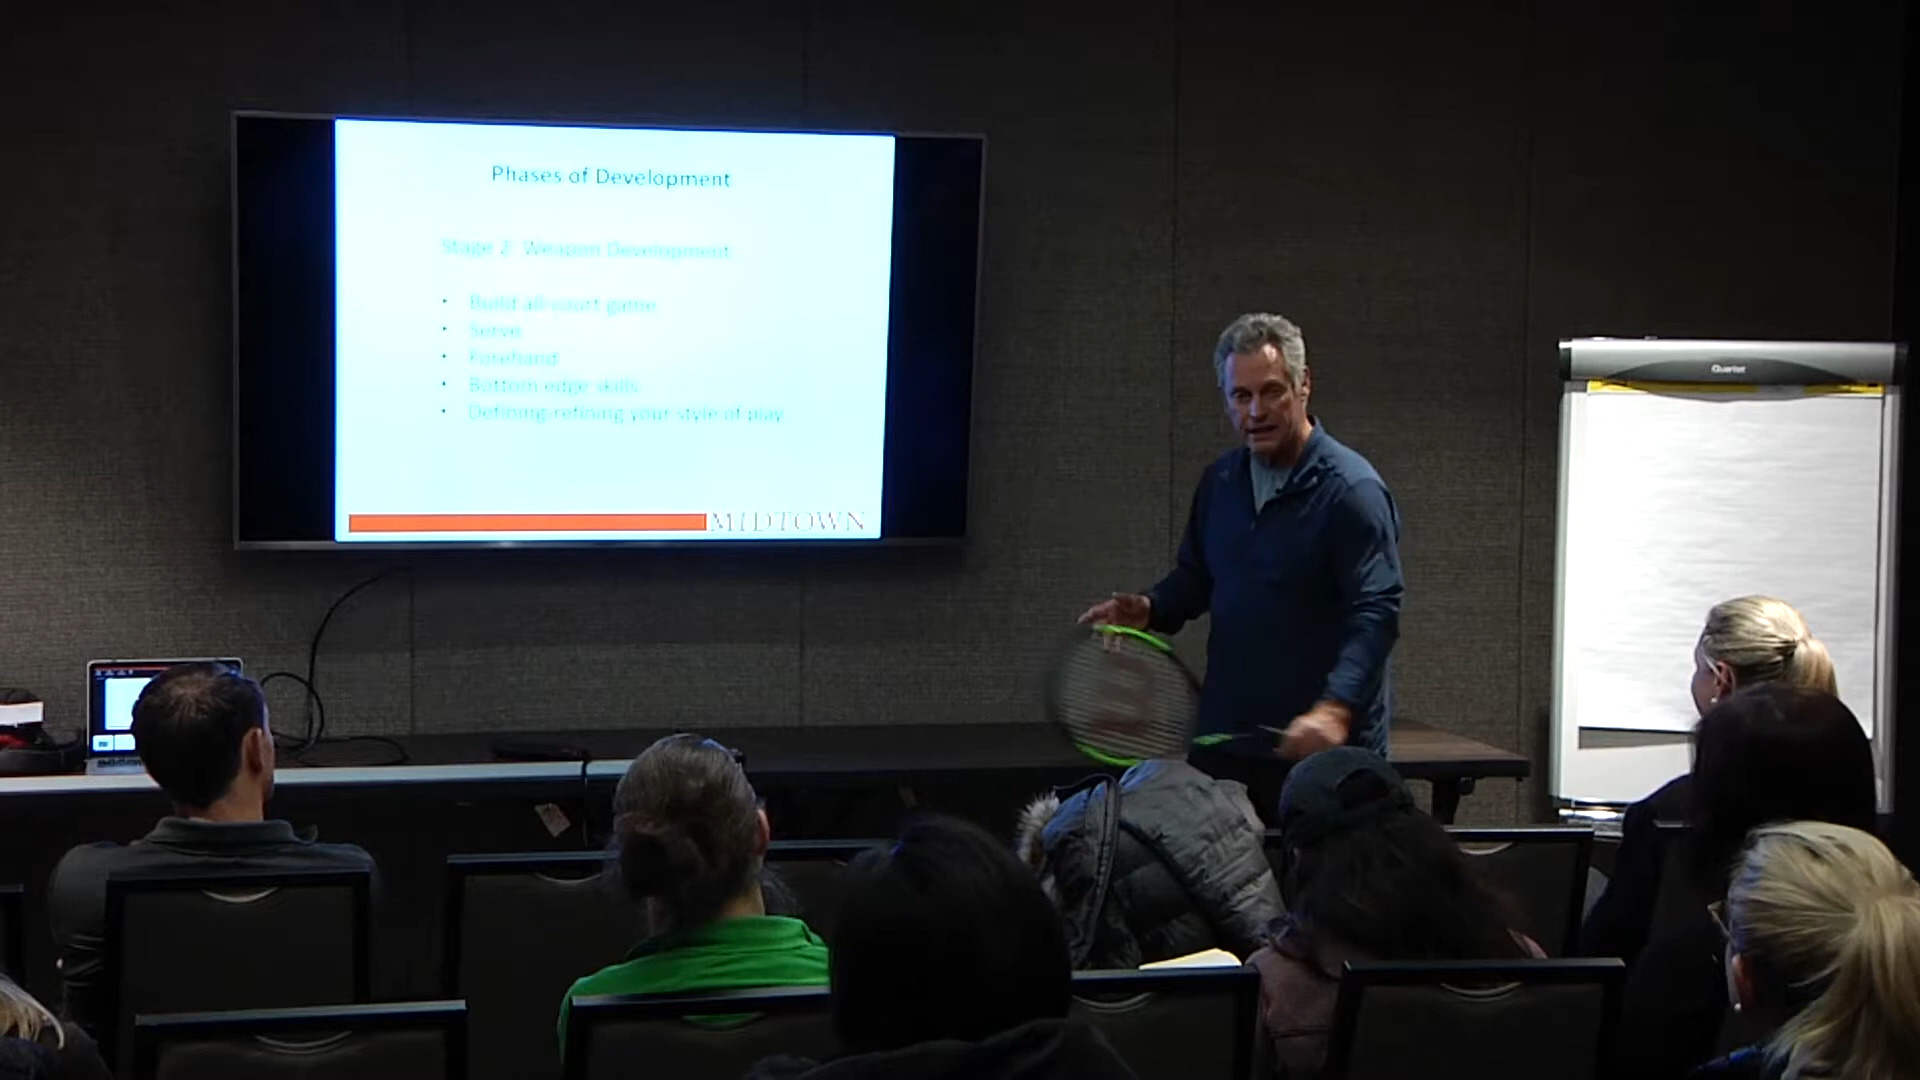 Phases of Development
Stage 2: Weapon Development
• Build all-court game
• Serve
• Forehand
• Bottom edge skills
• Defining-refining your style of play
MIDTOWN
Quartet